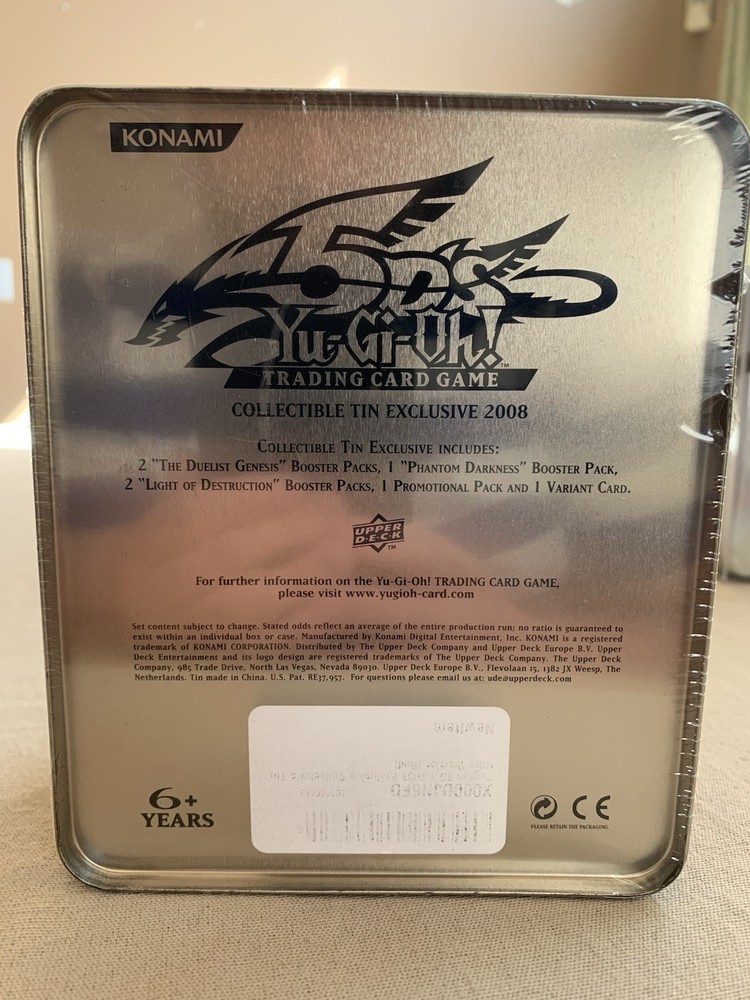 KONAMI
5DS
Yu-Gi-Oh!
TM
TRADING CARD GAME
COLLECTIBLE TIN EXCLUSIVE 2008
COLLECTIBLE TIN EXCLUSIVE INCLUDES:
2 "THE DUELIST GENESIS" BOOSTER PACKS, 1 "PHANTOM DARKNESS" BOOSTER PACK,
2 "LIGHT OF DESTRUCTION" BOOSTER PACKS, 1 PROMOTIONAL PACK AND 1 VARIANT CARD.
UPPER
D·E·C·K
TM
For further information on the Yu-Gi-Oh! TRADING CARD GAME,
please visit www.yugioh-card.com
Set content subject to change. Stated odds reflect an average of the entire production run; no ratio is guaranteed to
exist within an individual box or case. Manufactured by Konami Digital Entertainment, Inc. KONAMI is a registered
trademark of KONAMI CORPORATION. Distributed by The Upper Deck Company and Upper Deck Europe B.V. Upper
Deck Entertainment and its logo design are registered trademarks of The Upper Deck Company. The Upper Deck
Company, 985 Trade Drive, North Las Vegas, Nevada 89030. Upper Deck Europe B.V., Flevolaan 15, 1382 JX Weesp, The
Netherlands. Tin made in China. U.S. Pat. RE37,957. For questions please email us at: ude@upperdeck.com
NewItem
6+
YEARS
CE
PLEASE RETAIN THE PACKAGING.